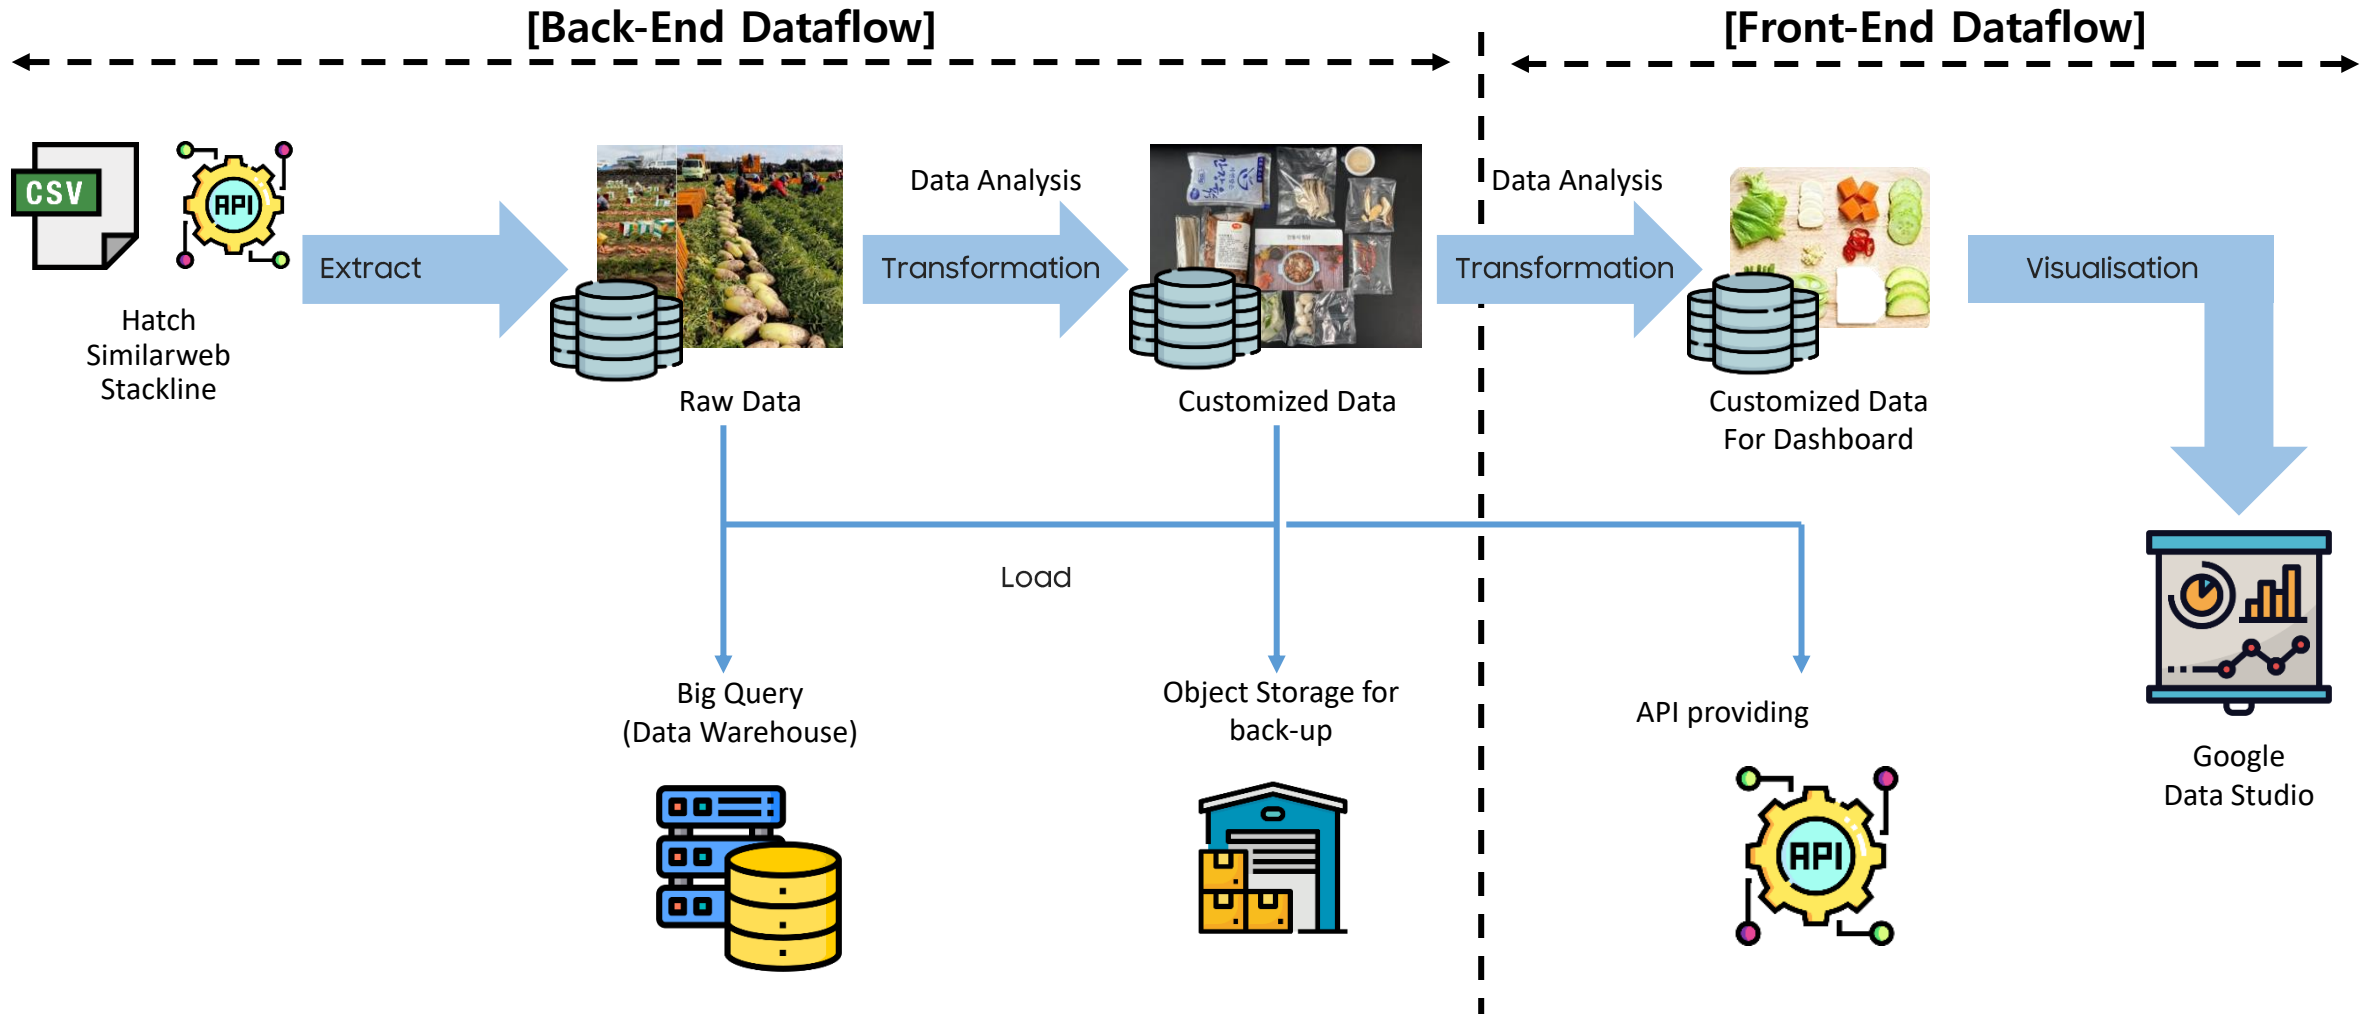 [Back-End Dataflow]
[Front-End Dataflow]
CSV
API
Hatch
Similarweb
Stackline
Extract
Raw Data
Data Analysis
Transformation
Customized Data
Data Analysis
Transformation
Customized Data
For Dashboard
Visualisation
Load
Big Query
(Data Warehouse)
Object Storage for
back-up
API providing
API
Google
Data Studio